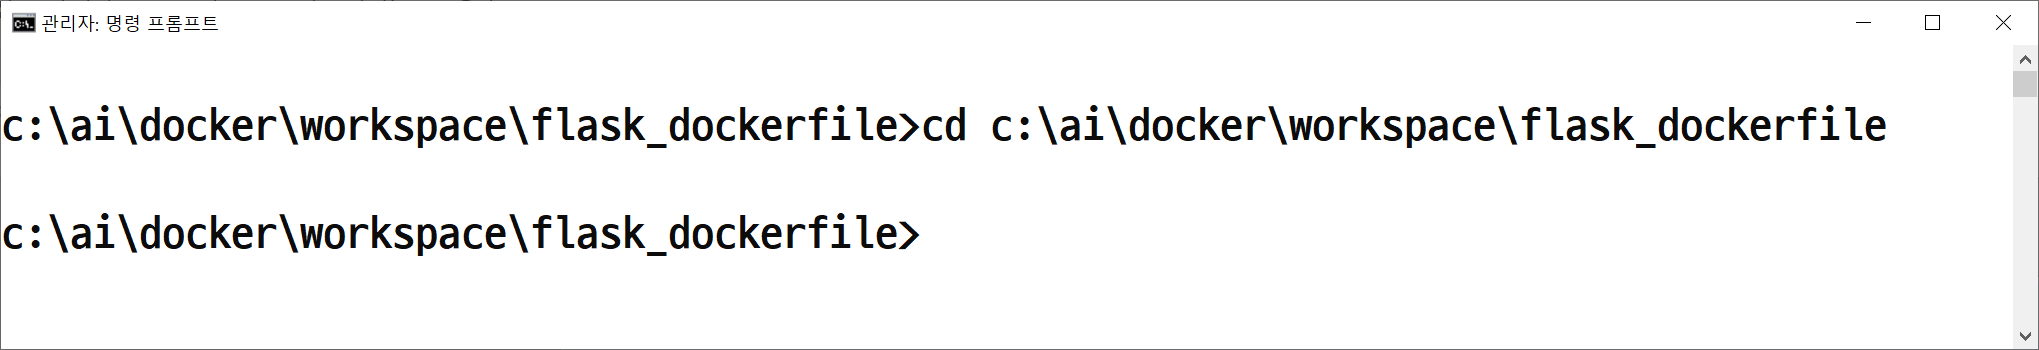 관리자: 명령 프롬프트
c:\ai\docker\workspace\flask_dockerfile>cd c:\ai\docker\workspace\flask_dockerfile
c:\ai\docker\workspace\flask_dockerfile>